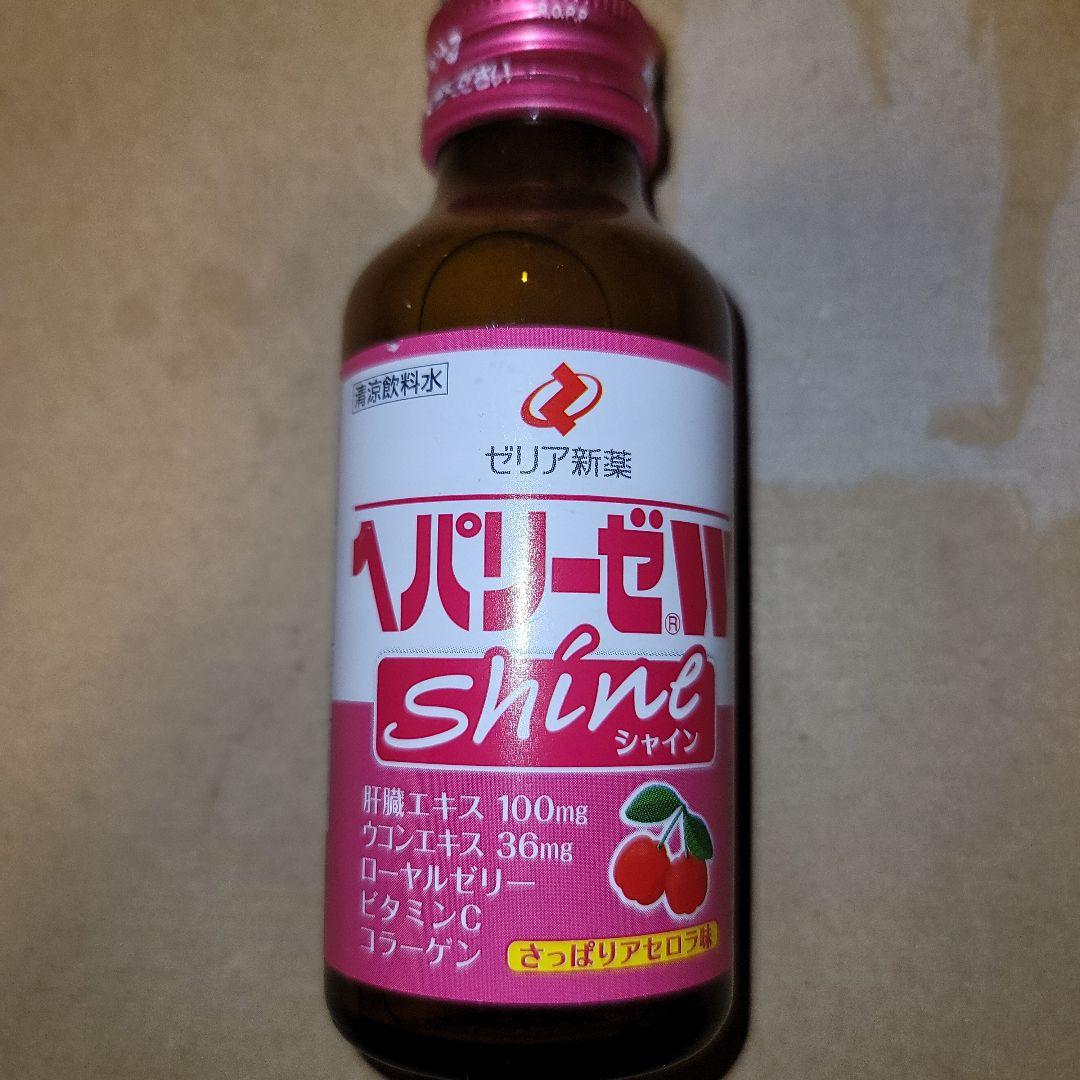 R.O.P.P
ださい
清涼飲料水
ゼリア新薬
ヘパリーゼW
®
shine
シャイン
肝臓エキス 100mg
ウコンエキス 36mg
ローヤルゼリー
ビタミンC
コラーゲン
さっぱりアセロラ味